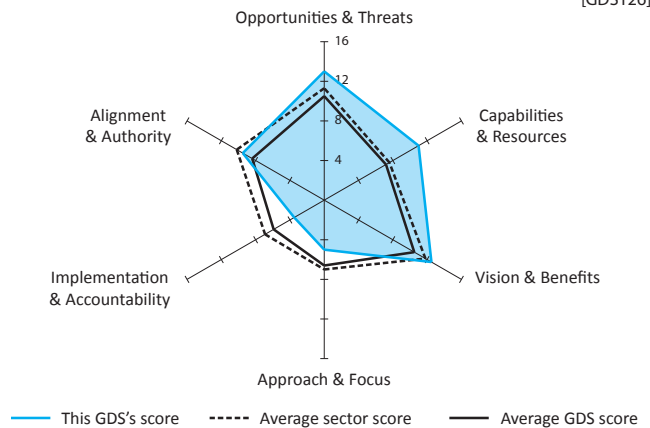 [GDS126]
Opportunities & Threats
16
12
8
4
Alignment
& Authority
Capabilities
& Resources
Implementation
& Accountability
Vision & Benefits
Approach & Focus
This GDS's score
Average sector score
Average GDS score